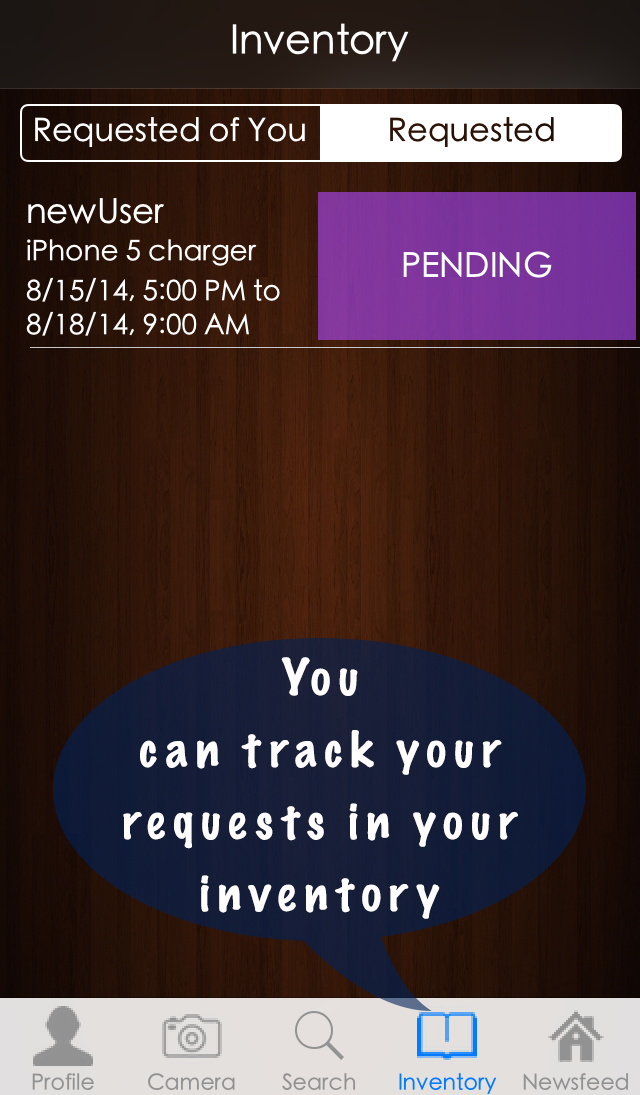 Inventory
Requested of You
Requested
newUser
iPhone 5 charger
8/15/14, 5:00 PM to
8/18/14, 9:00 AM
PENDING
You
can track your
requests in your
inventory
Profile
Camera
Search
Inventory
Newsfeed